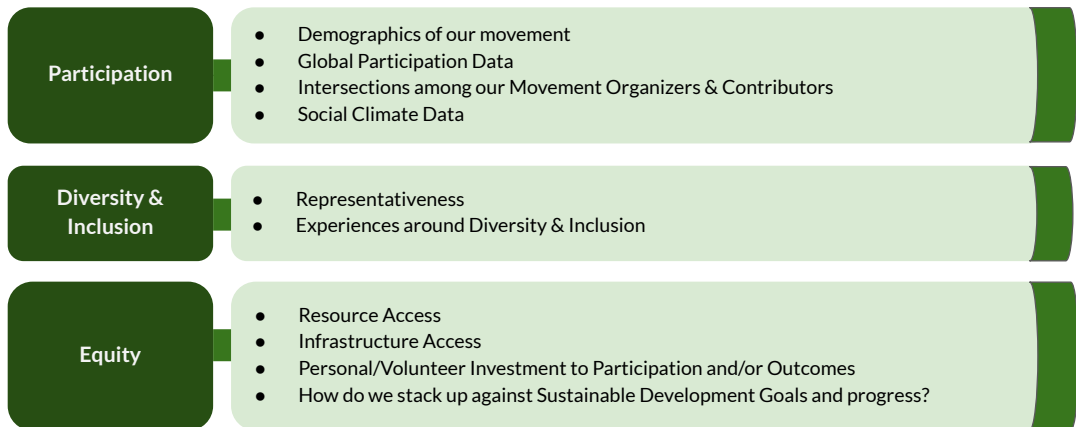 Participation
● Demographics of our movement
● Global Participation Data
● Intersections among our Movement Organizers & Contributors
● Social Climate Data
Diversity &
Inclusion
● Representativeness
● Experiences around Diversity & Inclusion
Equity
● Resource Access
● Infrastructure Access
● Personal/Volunteer Investment to Participation and/or Outcomes
● How do we stack up against Sustainable Development Goals and progress?